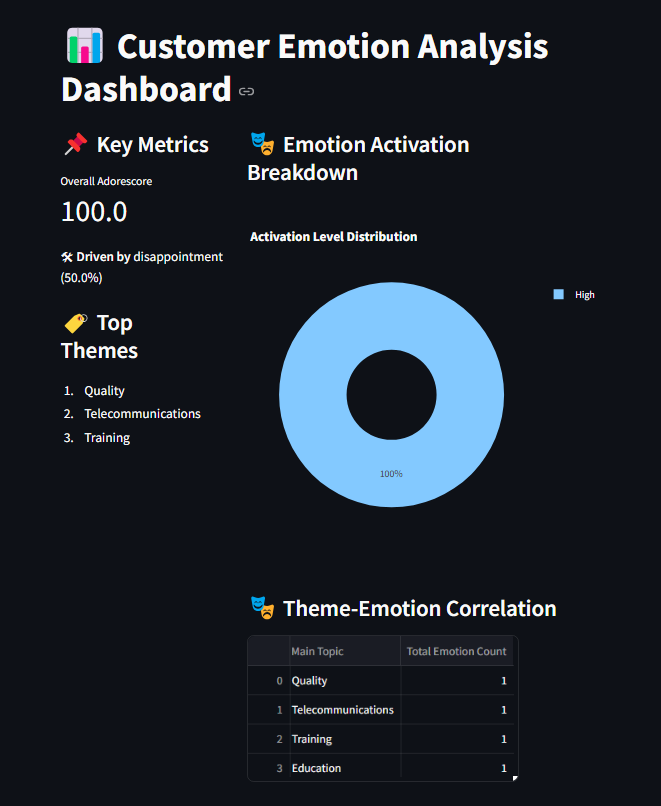 Customer Emotion Analysis
Dashboard
Key Metrics
Overall Adorescore
100.0
Driven by disappointment
(50.0%)
Top
Themes
1. Quality
2. Telecommunications
3. Training
Emotion Activation
Breakdown
Activation Level Distribution
High
100%
Theme-Emotion Correlation
Main Topic Total Emotion Count
0 Quality 1
1 Telecommunications 1
2 Training 1
3 Education 1